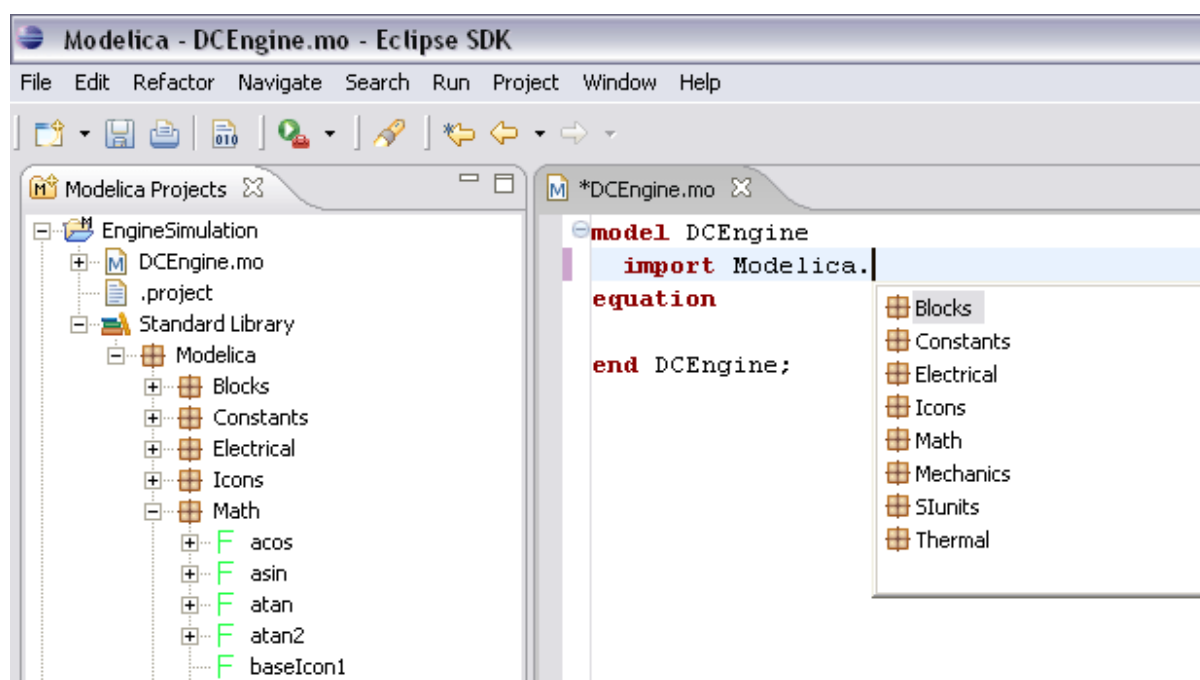 Modelica - DCEngine.mo - Eclipse SDK
File Edit Refactor Navigate Search Run Project Window Help
010
Modelica Projects
EngineSimulation
DCEngine.mo
.project
Standard Library
Modelica
Blocks
Constants
Electrical
Icons
Math
acos
asin
atan
atan2
baseIcon1
*DCEngine.mo
model DCEngine
import Modelica.
equation
end DCEngine;
Blocks
Constants
Electrical
Icons
Math
Mechanics
SIunits
Thermal